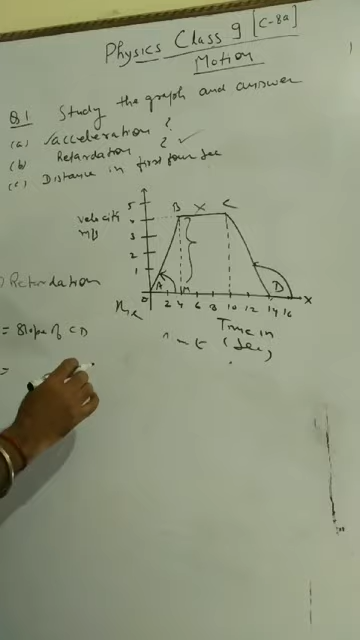 Physics Class 9 [C-8a]
Motion
Q.1 Study the graph and answer
(a) Acceleration?
(b) Retardation?
(c) Distance in first four sec
5
B X C
velocity
M/s
3
2
1
A M D X
0 2 4 6 8 10 12 14 16
Time in
(Sec)
Retardation
= Slope of CD
=